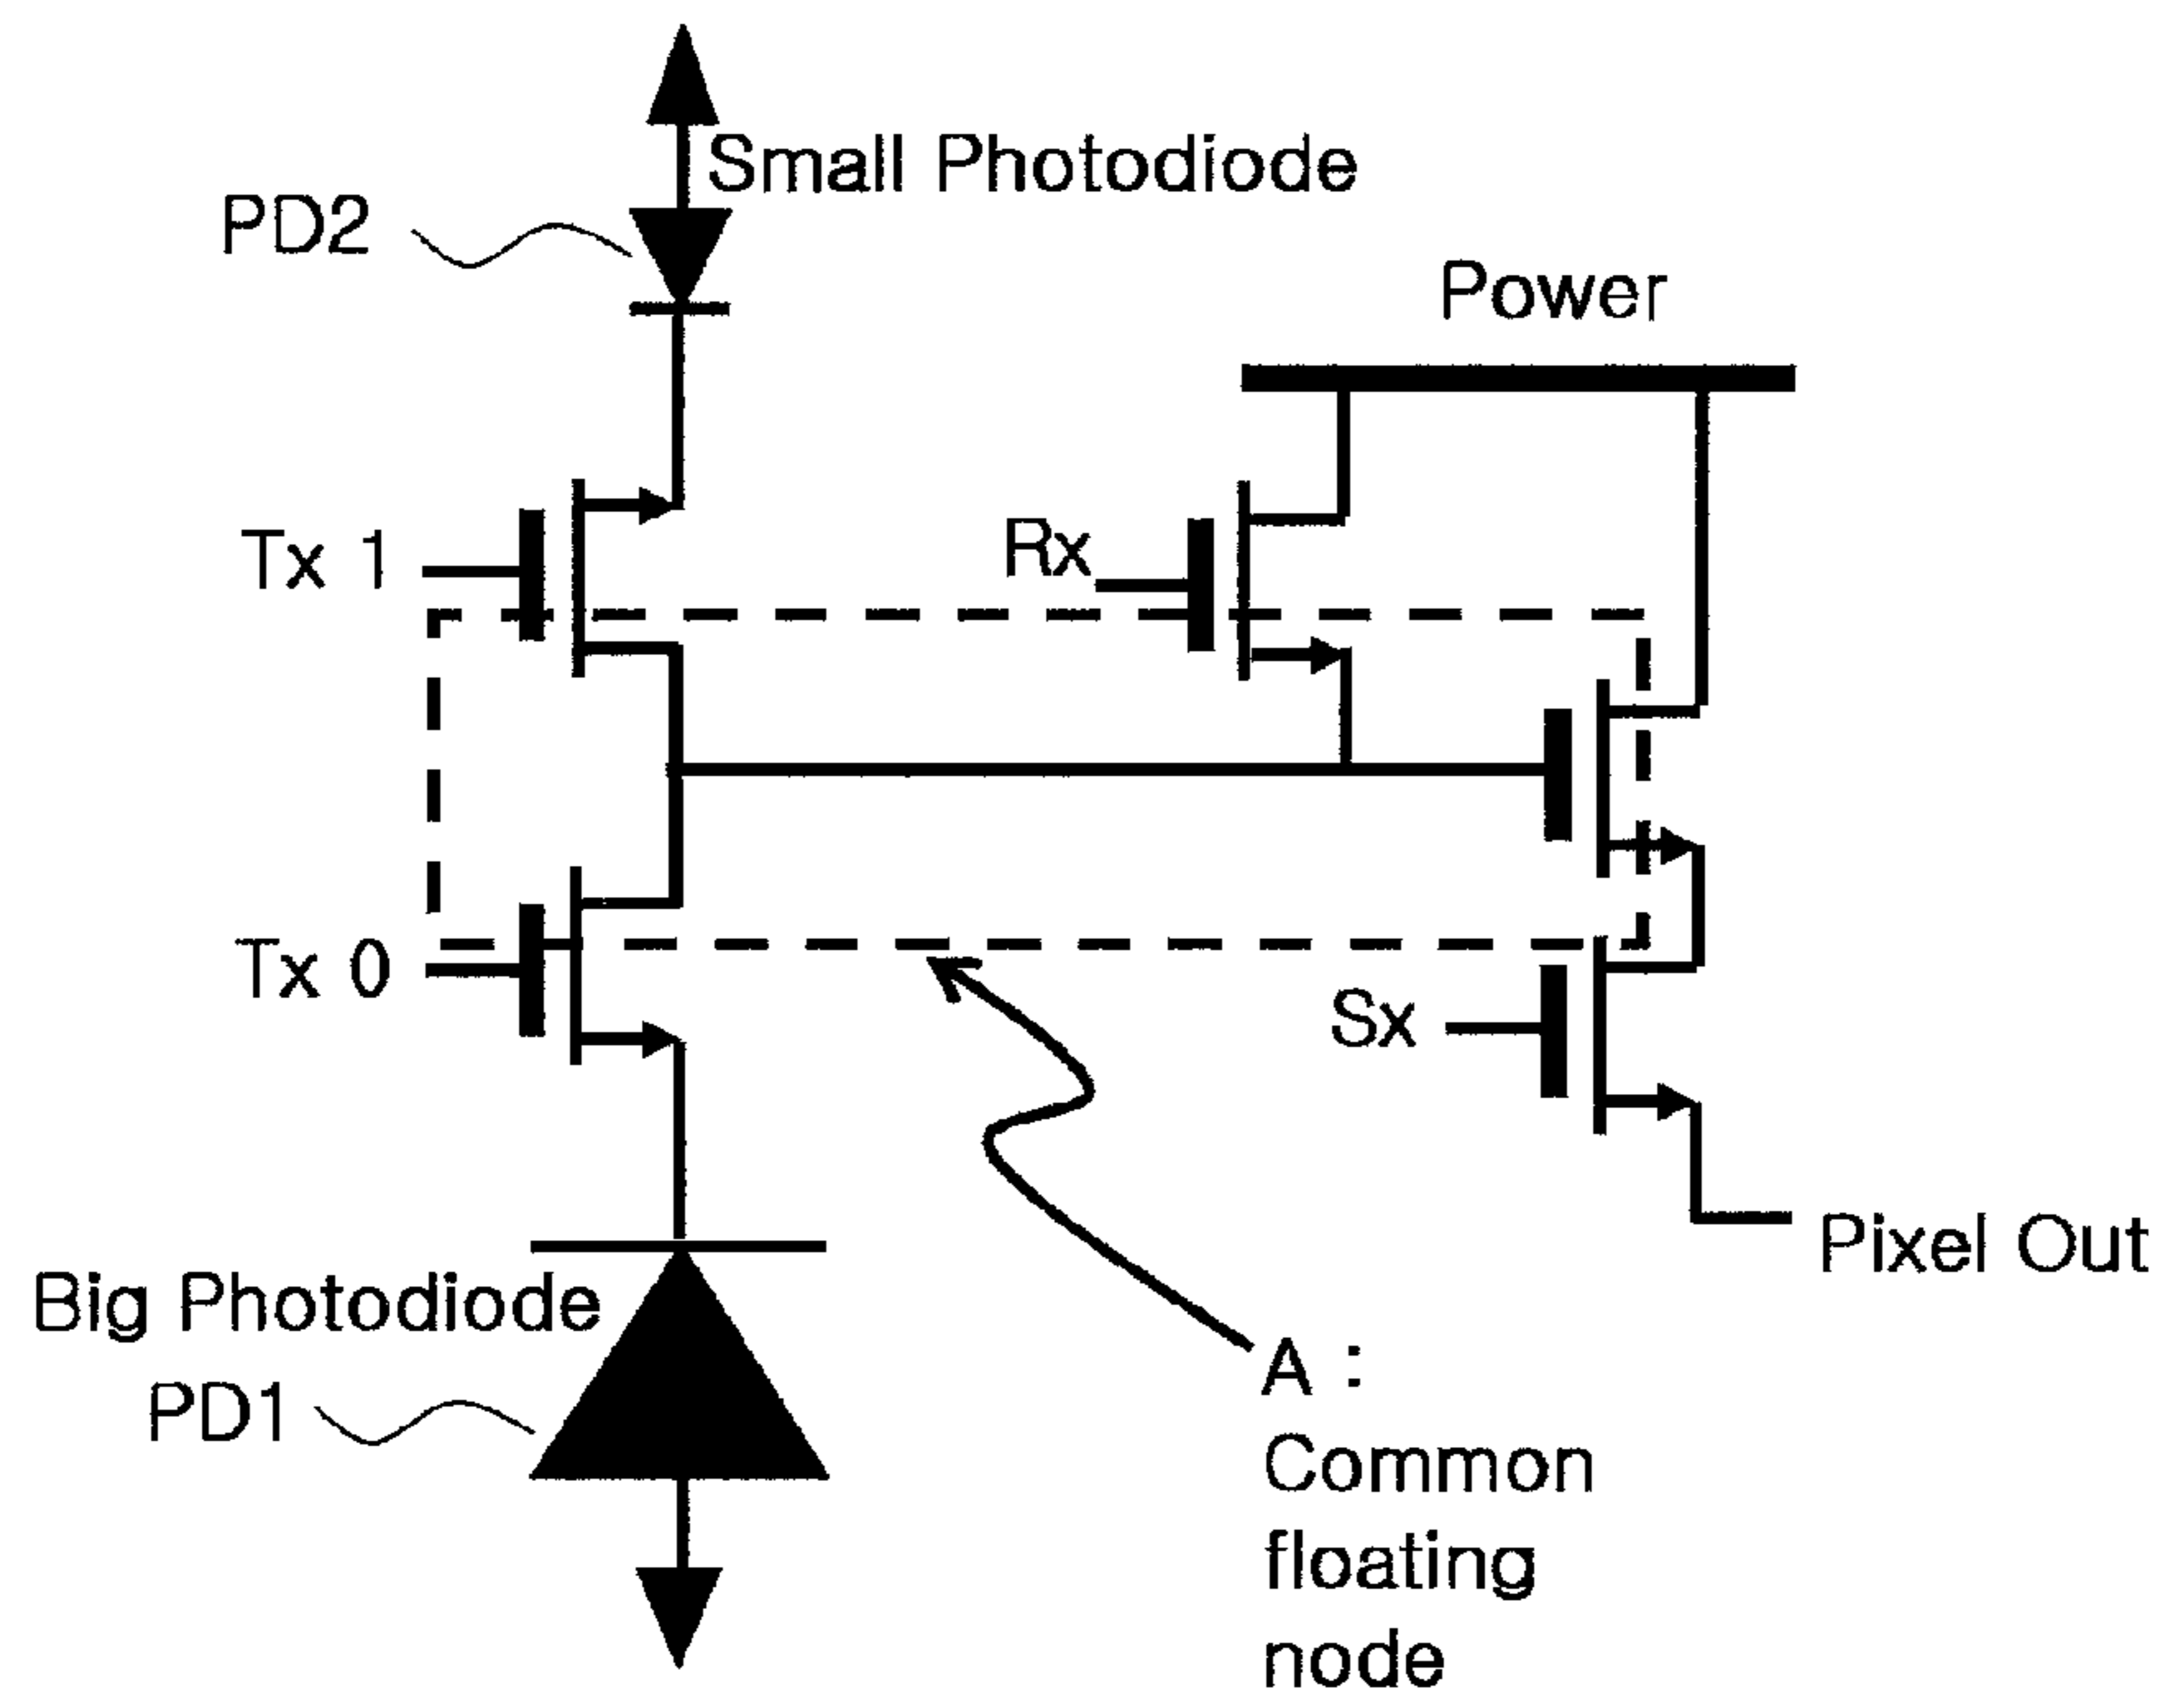 Small Photodiode
PD2
Power
Tx 1
Rx
Tx 0
Sx
Pixel Out
Big Photodiode
PD1
A :
Common
floating
node